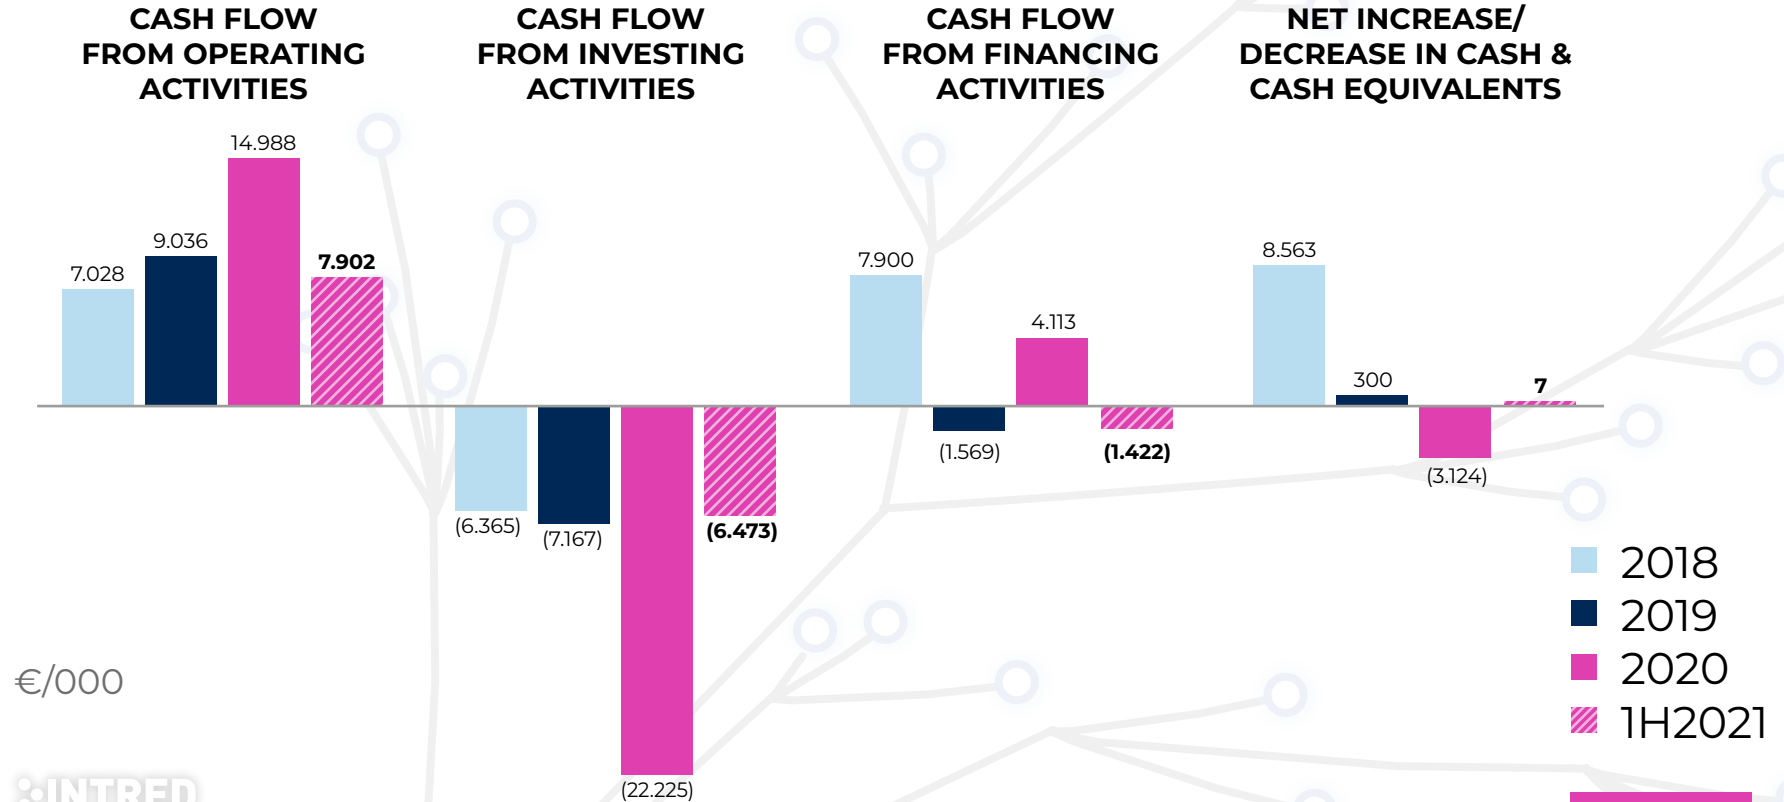 CASH FLOW
FROM OPERATING
ACTIVITIES
CASH FLOW
FROM INVESTING
ACTIVITIES
CASH FLOW
FROM FINANCING
ACTIVITIES
NET INCREASE/
DECREASE IN CASH &
CASH EQUIVALENTS
7.028
9.036
14.988
7.902
(6.365)
(7.167)
(22.225)
(6.473)
7.900
(1.569)
4.113
(1.422)
8.563
300
(3.124)
7
2018
2019
2020
1H2021
€/000
INTRED